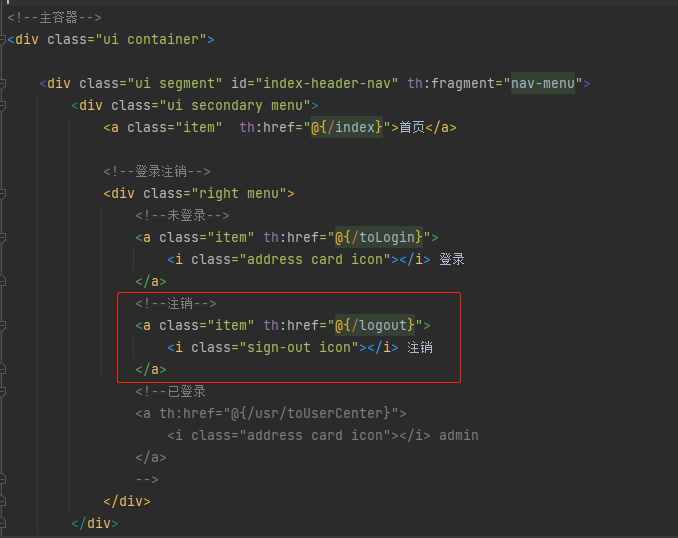 <!--主容器-->
<div class="ui container">
<div class="ui segment" id="index-header-nav" th:fragment="nav-menu">
<div class="ui secondary menu">
<a class="item"  th:href="@{/index}">首页</a>
<!--登录注销-->
<div class="right menu">
<!--未登录-->
<a class="item" th:href="@{/toLogin}">
<i class="address card icon"></i> 登录
</a>
<!--注销-->
<a class="item" th:href="@{/logout}">
<i class="sign-out icon"></i> 注销
</a>
<!--已登录
<a th:href="@{/usr/toUserCenter}">
<i class="address card icon"></i> admin
</a>
-->
</div>
</div>